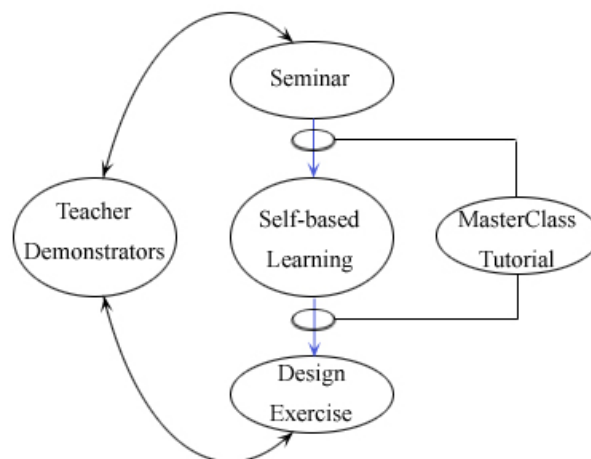 Seminar
Teacher
Demonstrators
Self-based
Learning
MasterClass
Tutorial
Design
Exercise